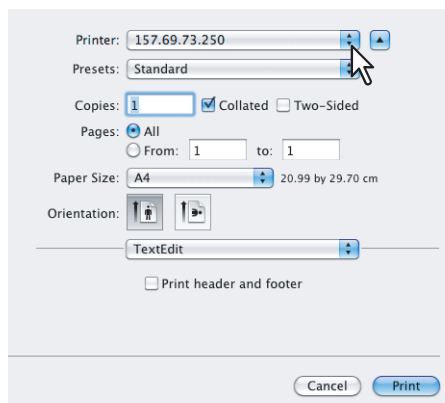 Printer: 157.69.73.250
Presets: Standard
Copies: 1 Collated Two-Sided
Pages: All
From: 1 to: 1
Paper Size: A4 20.99 by 29.70 cm
Orientation:
TextEdit
Print header and footer
Cancel Print